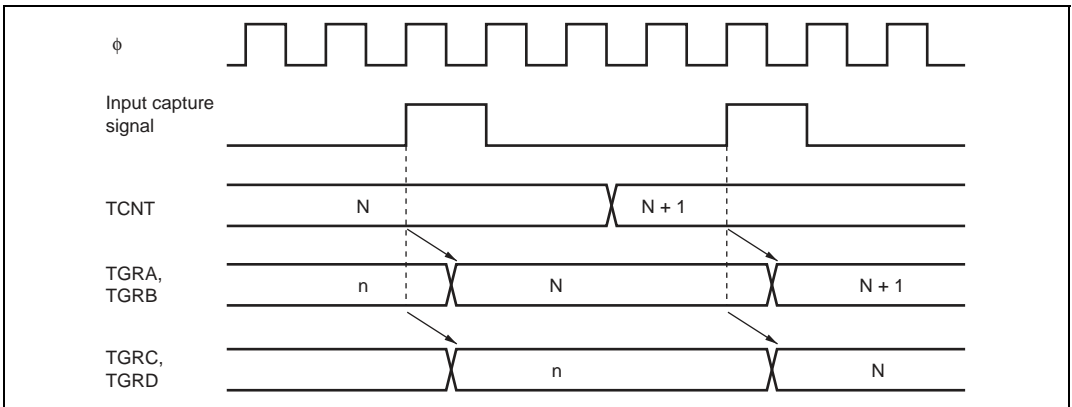 φ
Input capture
signal
TCNT
N
N + 1
TGRA,
TGRB
n
N
N + 1
TGRC,
TGRD
n
N